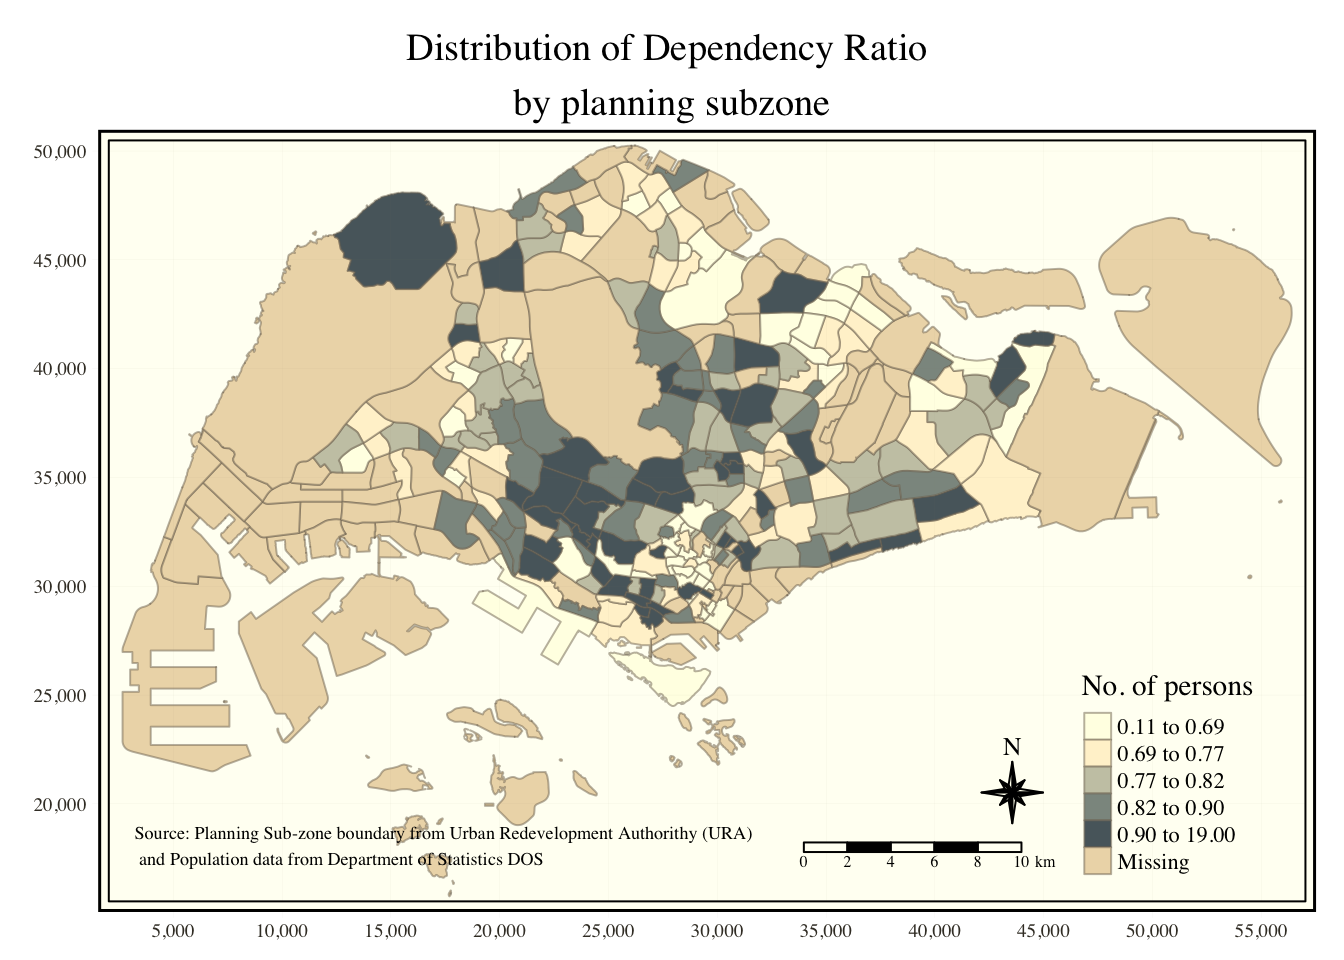 Distribution of Dependency Ratio
by planning subzone
50,000
45,000
40,000
35,000
30,000
25,000
20,000
No. of persons
0.11 to 0.69
0.69 to 0.77
0.77 to 0.82
0.82 to 0.90
0.90 to 19.00
Missing
N
0 2 4 6 8 10 km
Source: Planning Sub-zone boundary from Urban Redevelopment Authorithy (URA)
and Population data from Department of Statistics DOS
5,000 10,000 15,000 20,000 25,000 30,000 35,000 40,000 45,000 50,000 55,000